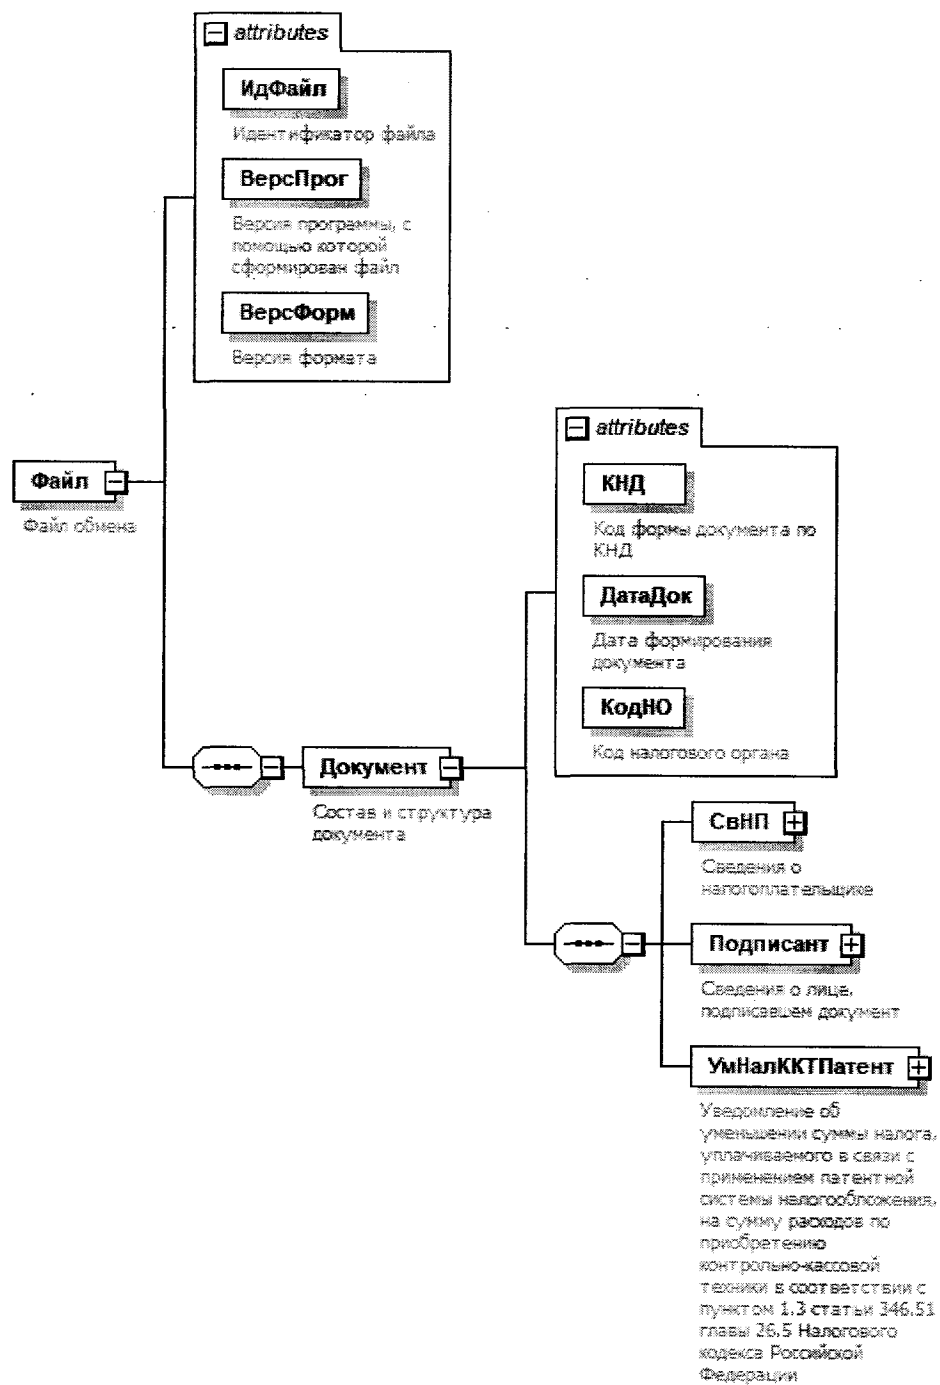 attributes
ИдФайл
Идентификатор файла
ВерсПрог
Версия программы, с
помощью которой
сформирован файл
ВерсФорм
Версия формата
Файл
Файл обмена
attributes
КНД
Код формы документа по
КНД
ДатаДок
Дата формирования
документа
КодНО
Код налогового органа
Документ
Состав и структура
документа
СвНП
Сведения о
налогоплательщике
Подписант
Сведения о лице,
подписавшем документ
УмНалККТПатент
Уведомление об
уменьшении суммы налога,
уплачиваемого в связи с
применением патентной
системы налогообложения,
на сумму расходов по
приобретению
контрольно-кассовой
техники в соответствии с
пунктом 1.3 статьи 346.51
главы 26.5 Налогового
кодекса Российской
Федерации